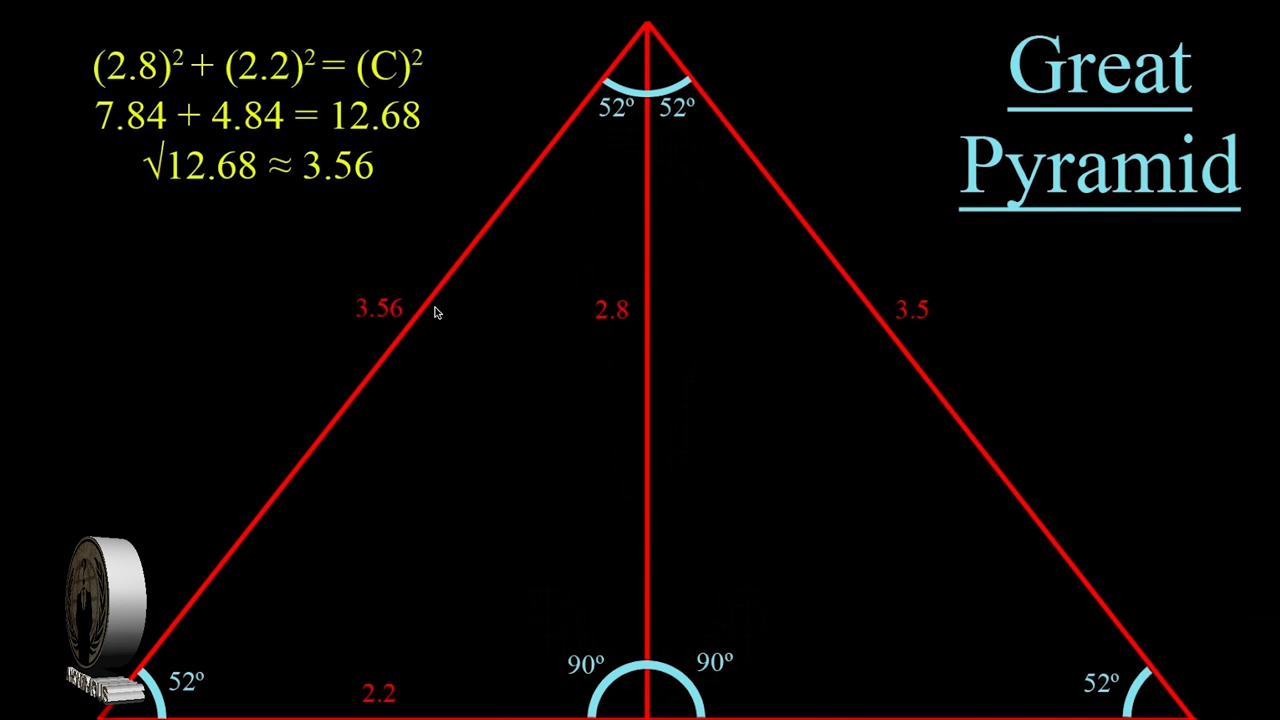 (2.8)² + (2.2)² = (C)²
7.84 + 4.84 = 12.68
√12.68 ≈ 3.56
Great
Pyramid
52º 52º
3.56
2.8
3.5
90º 90º
52º
52º
2.2